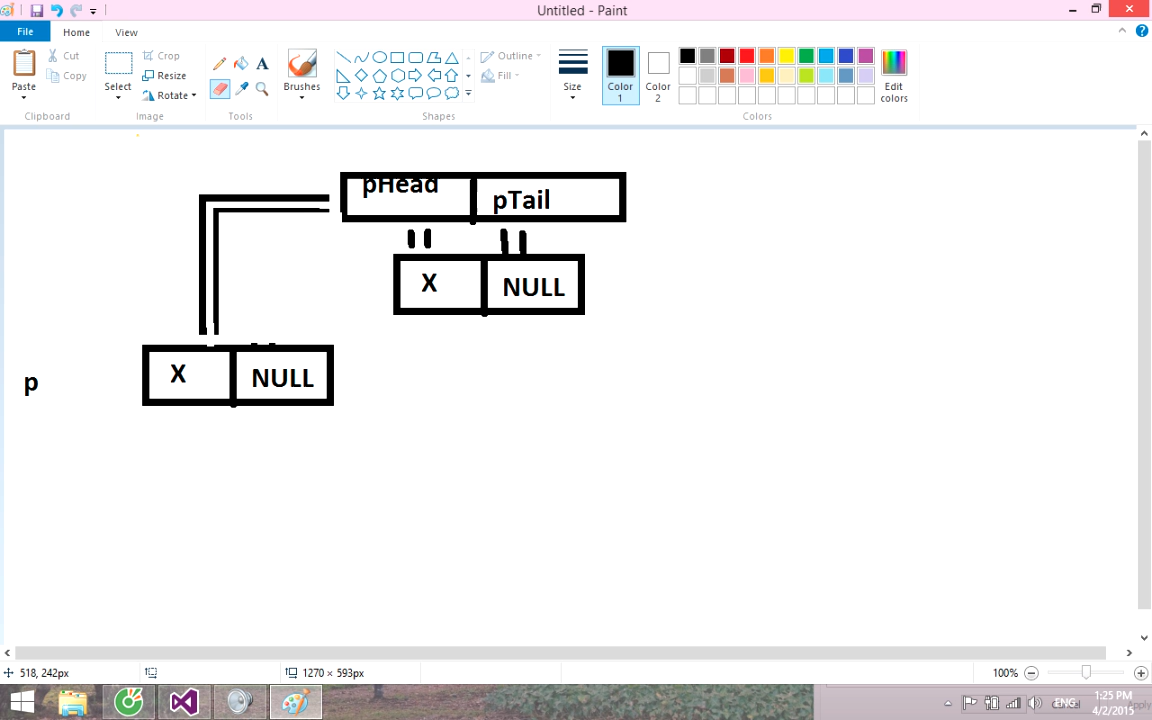 Untitled - Paint
File Home View
Paste
Cut
Copy
Clipboard
Select
Crop
Resize
Rotate
Image
Tools
Brushes
Outline
Fill
Shapes
Size
Color 1
Color 2
Edit colors
Colors
pHead pTail
X NULL
p X NULL
518, 242px 1270 × 593px 100%
ENG 1:25 PM
4/2/2015